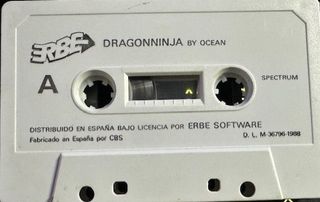 ERBE DRAGONNINJA BY OCEAN
A
SPECTRUM
DISTRIBUIDO EN ESPAÑA BAJO LICENCIA POR ERBE SOFTWARE
Fabricado en España por CBS D. L. M-36796-1988